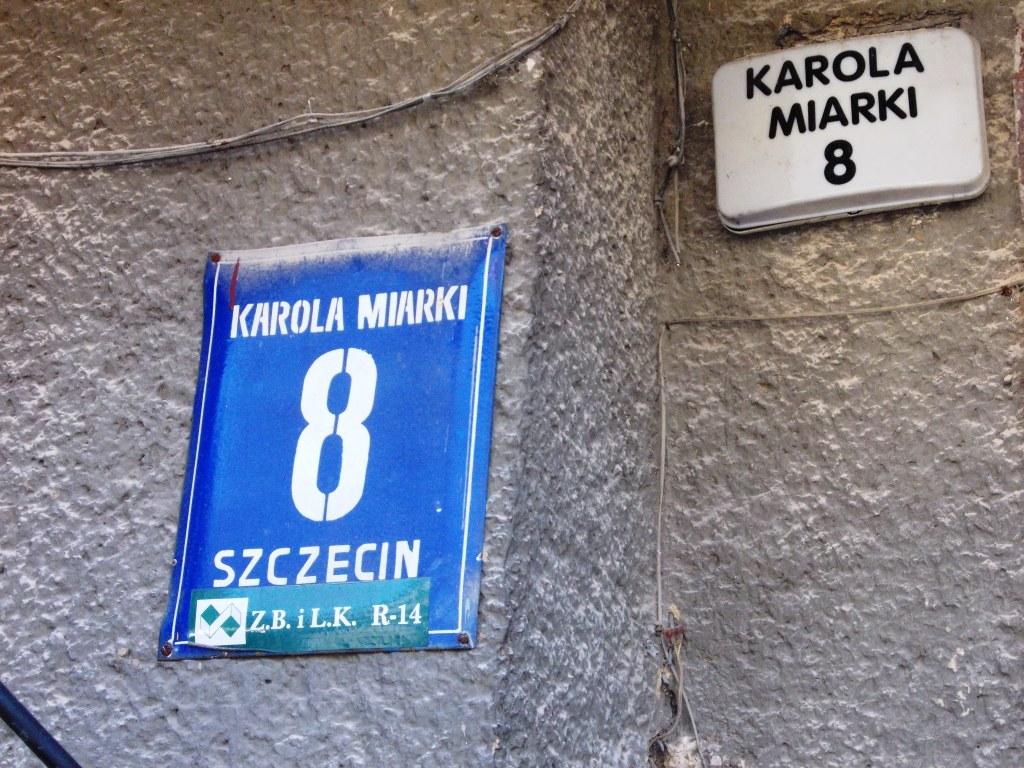 KAROLA MIARKI
8
SZCZECIN
Z.B. i L.K. R-14
KAROLA
MIARKI
8